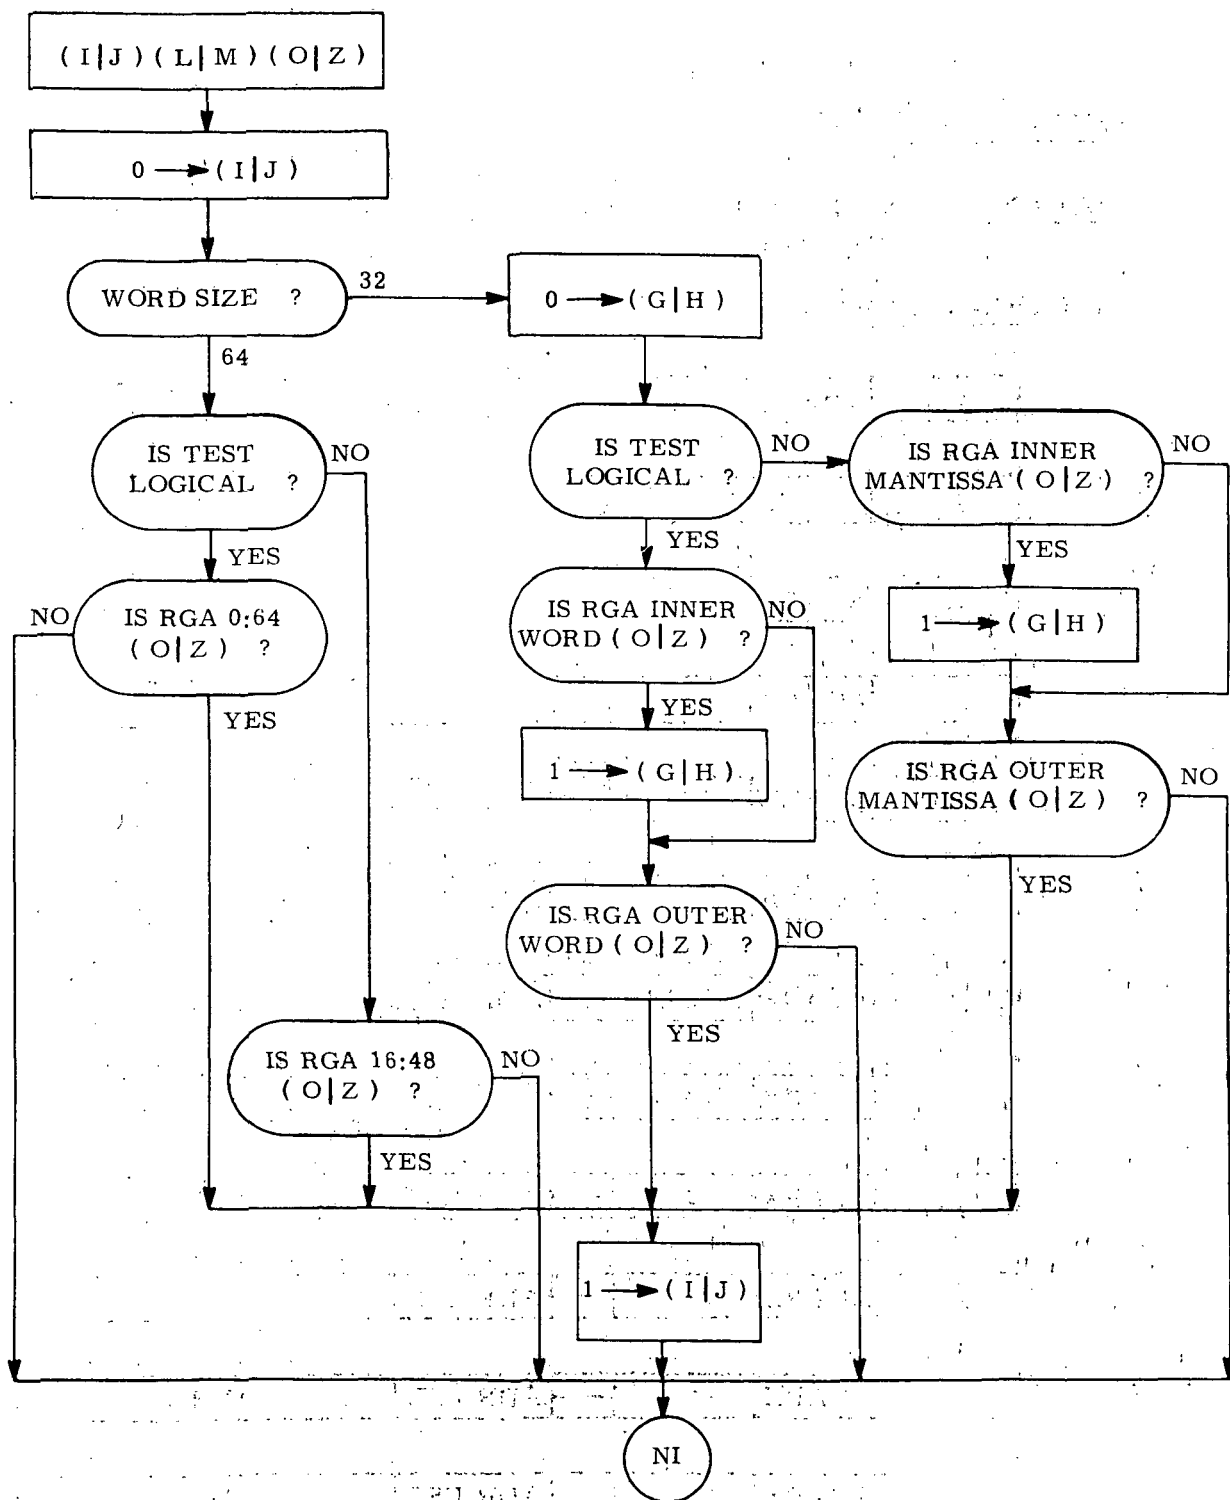 ( I | J ) ( L | M ) ( O | Z )
0 → ( I | J )
WORD SIZE ?
32
64
0 → ( G | H )
IS TEST
LOGICAL ?
NO
YES
IS RGA 0:64
( O | Z ) ?
NO
YES
IS RGA 16:48
( O | Z ) ?
NO
YES
IS TEST
LOGICAL ?
NO
YES
IS RGA INNER
WORD ( O | Z ) ?
NO
YES
1 → ( G | H )
IS RGA OUTER
WORD ( O | Z ) ?
NO
YES
IS RGA INNER
MANTISSA ( O | Z ) ?
NO
YES
1 → ( G | H )
IS RGA OUTER
MANTISSA ( O | Z ) ?
NO
YES
1 → ( I | J )
NI